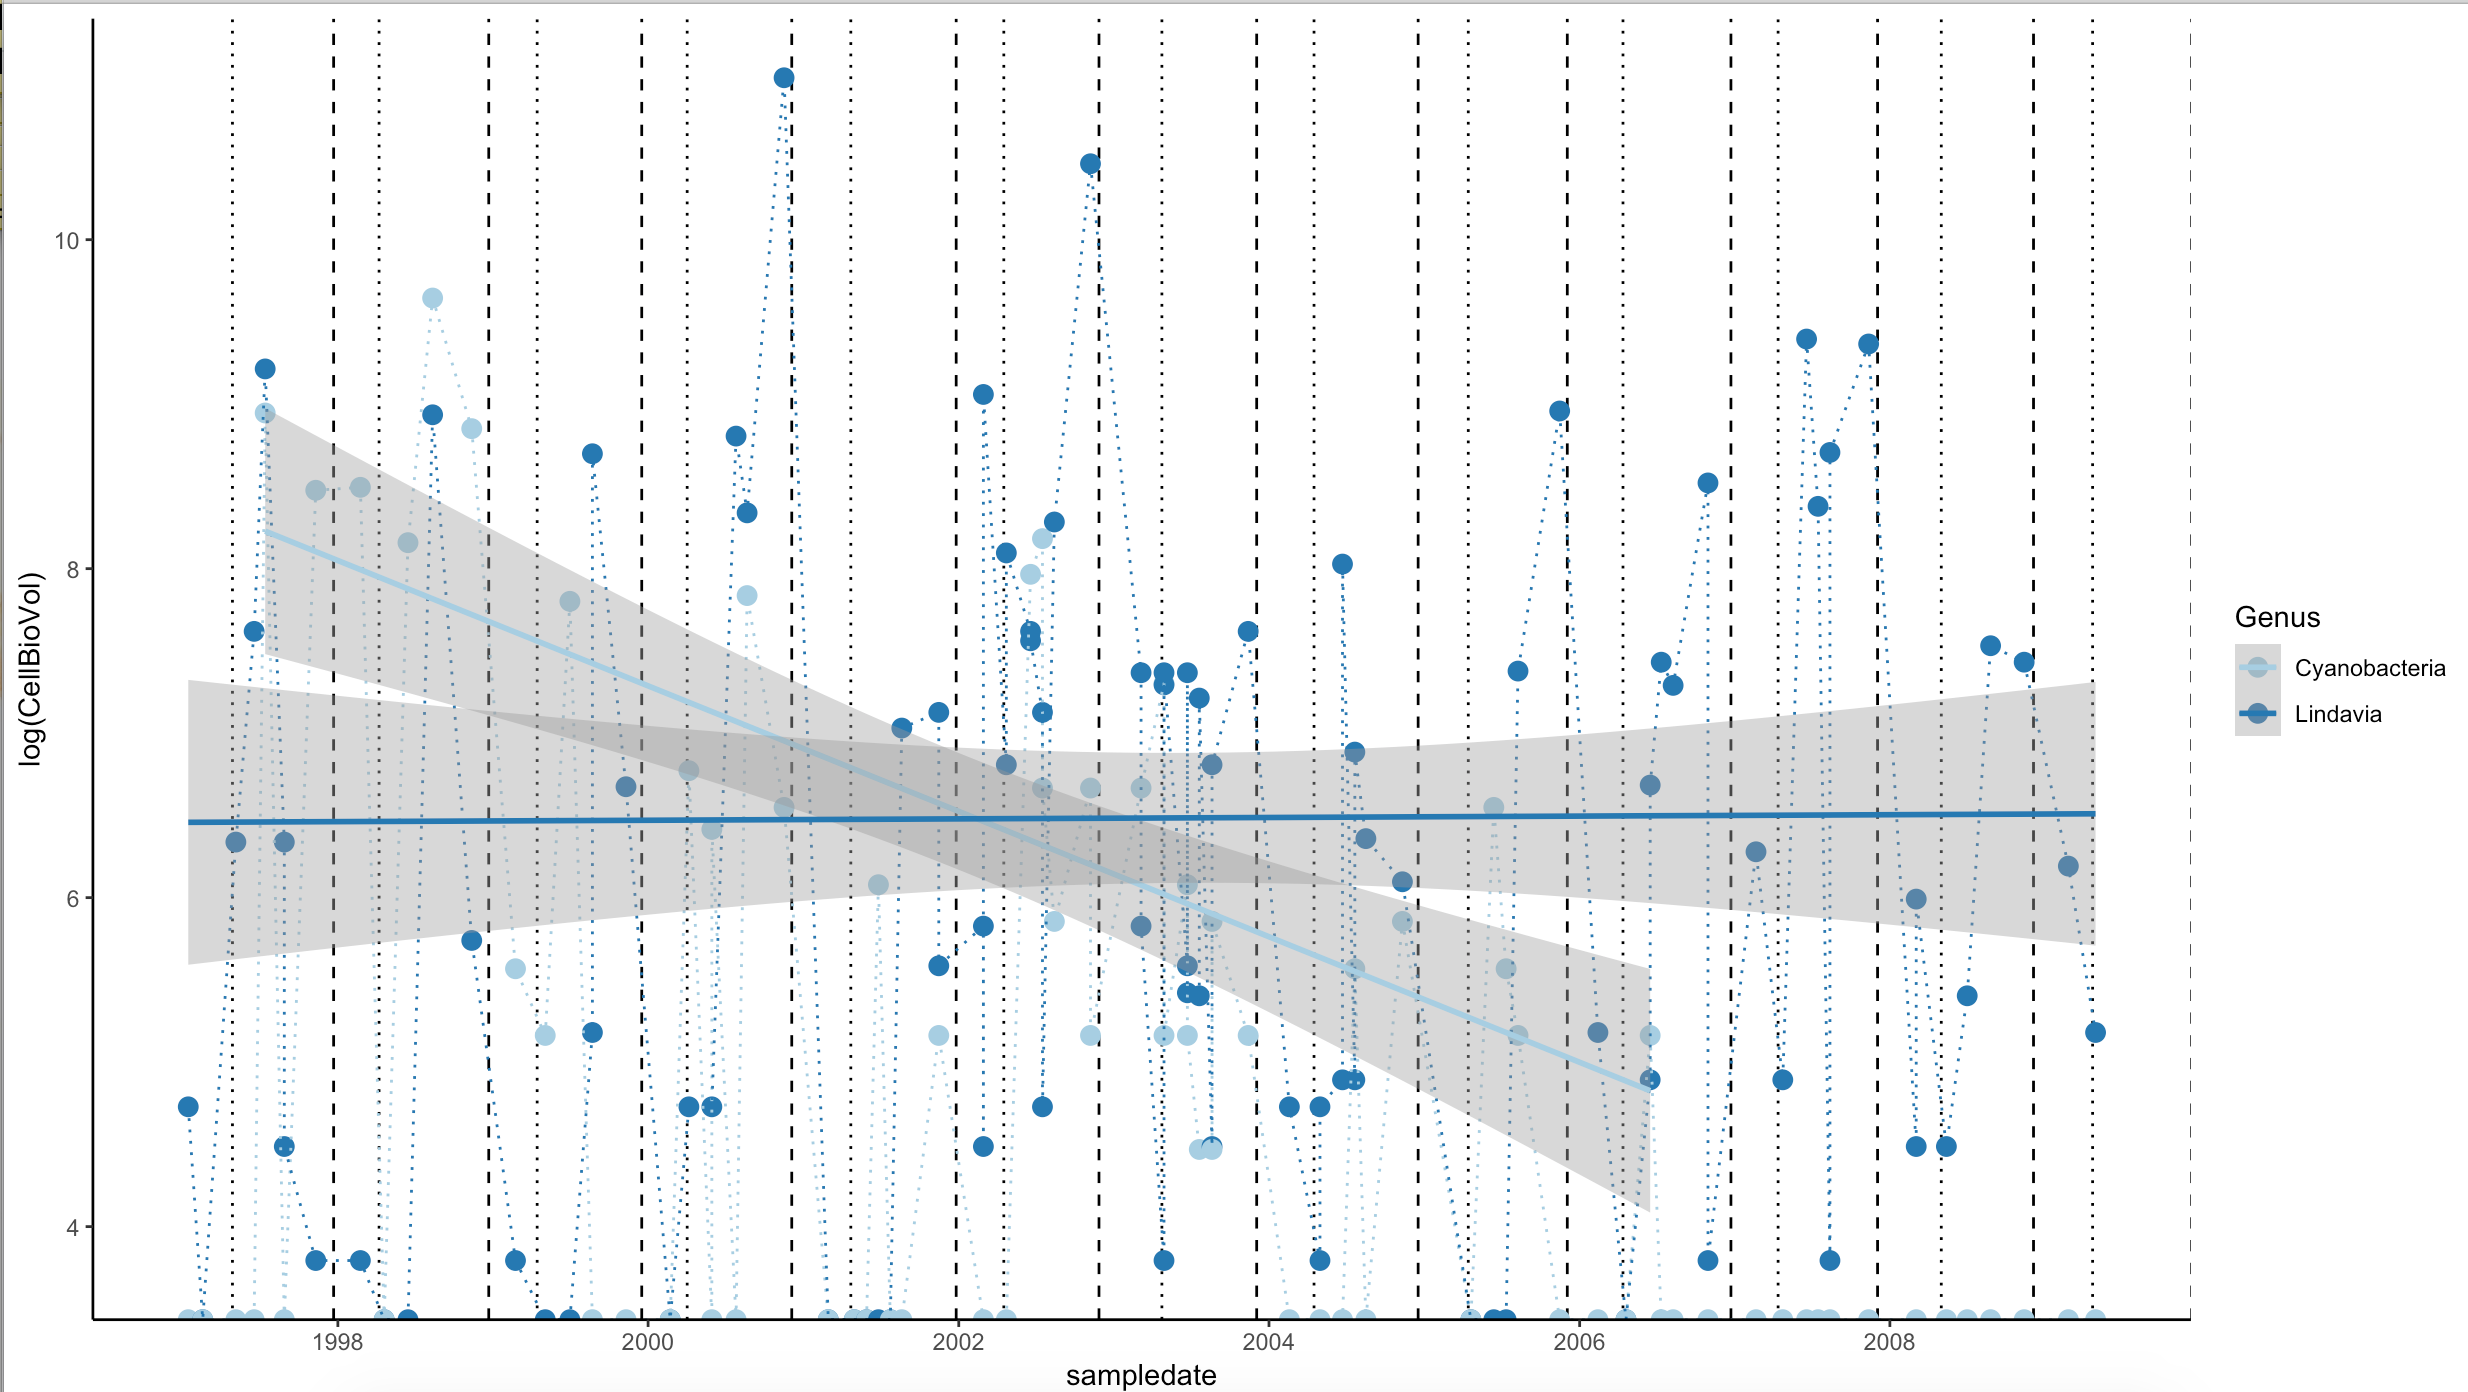 10
8
6
4
log(CellBioVol)
1998 2000 2002 2004 2006 2008
sampledate
Genus
Cyanobacteria
Lindavia